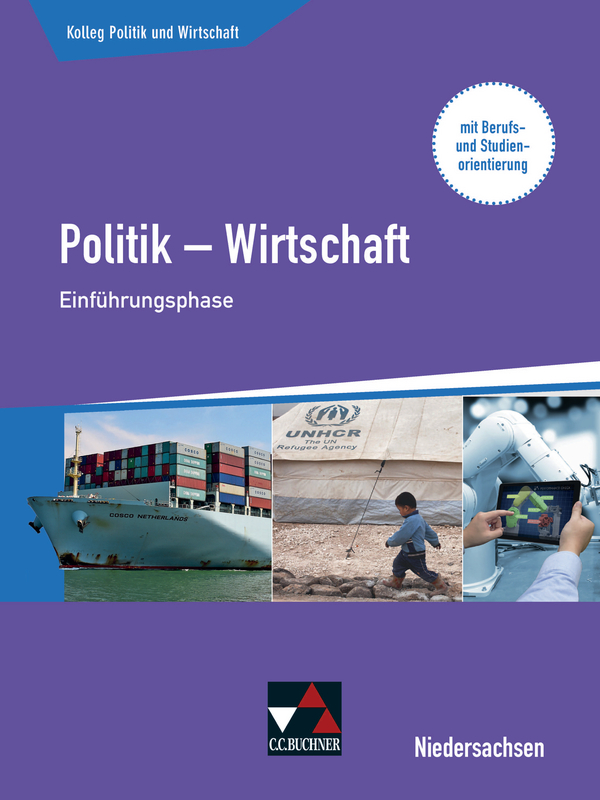 Kolleg Politik und Wirtschaft
mit Berufs-
und Studien-
orientierung
Politik – Wirtschaft
Einführungsphase
COSCO NETHERLANDS
UNHCR
The UN
Refugee Agency
C.C.BUCHNER
Niedersachsen